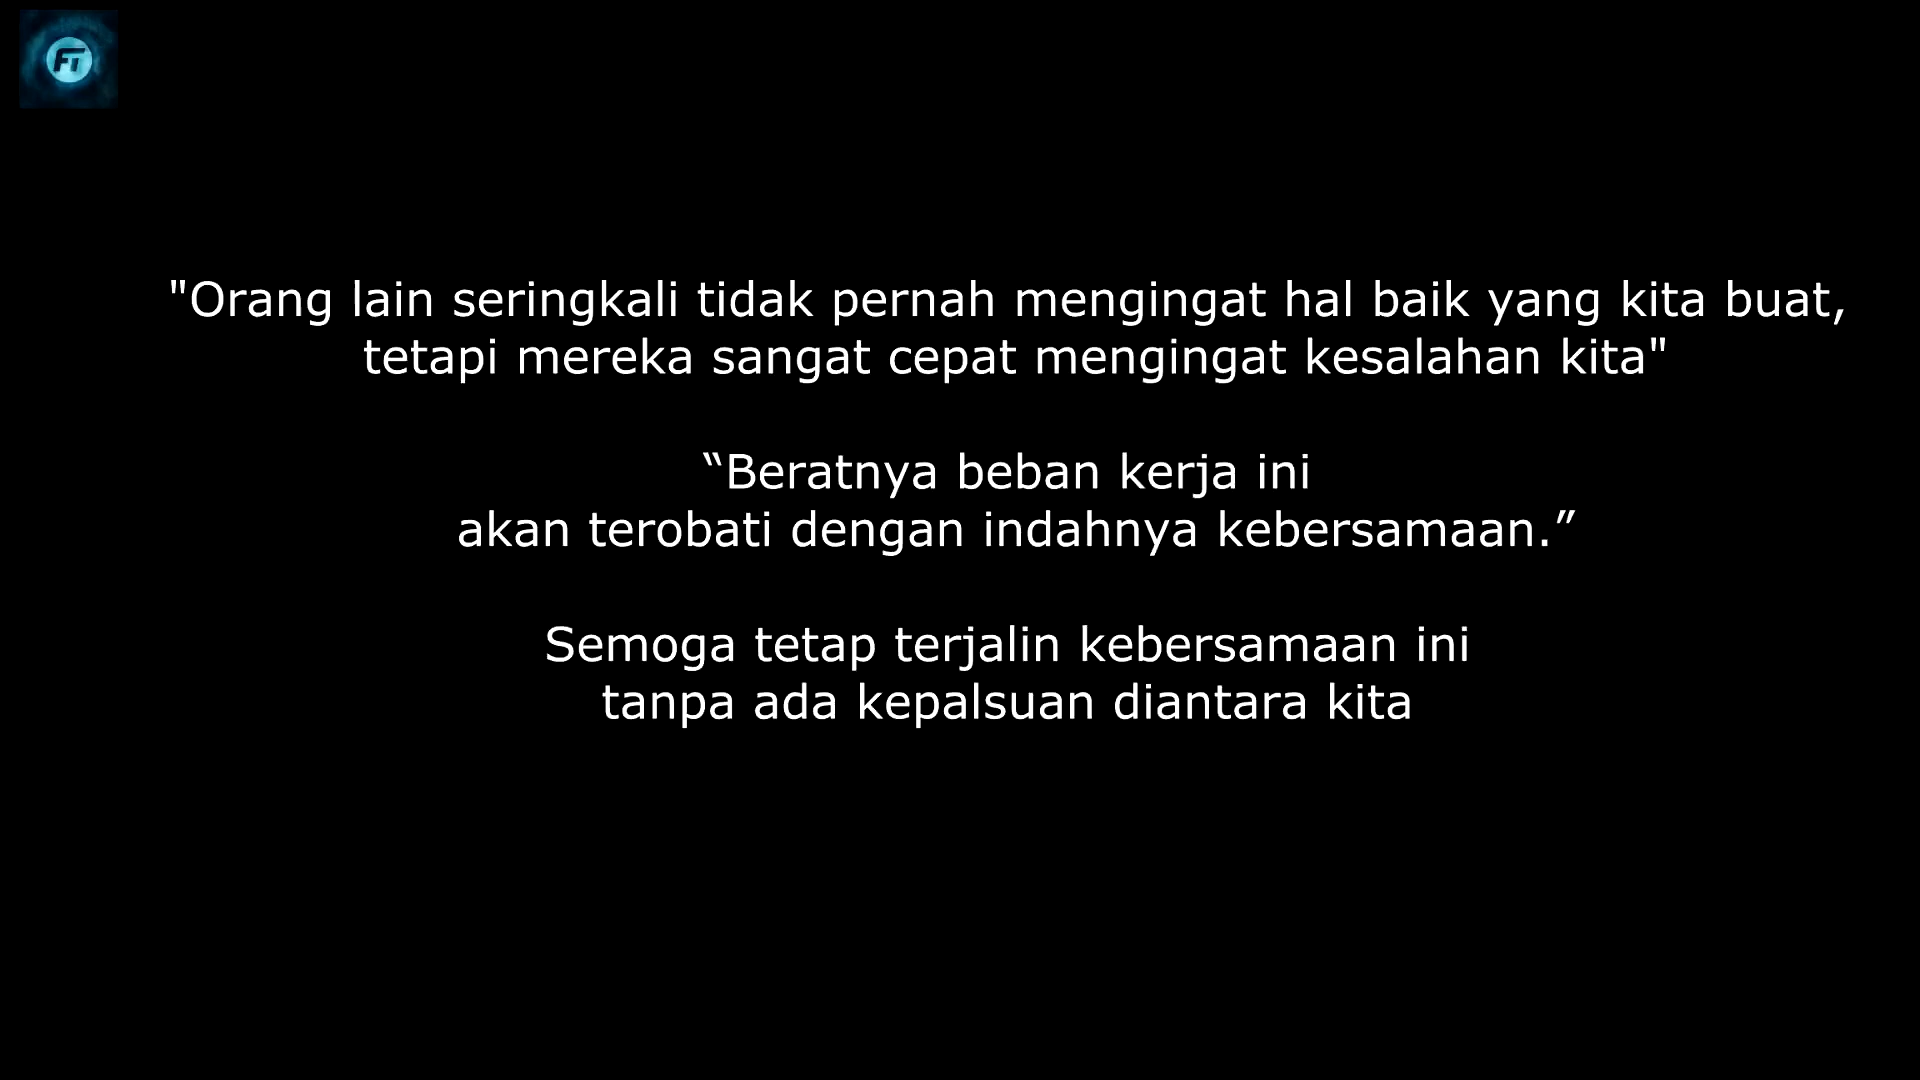 FT
"Orang lain seringkali tidak pernah mengingat hal baik yang kita buat,
tetapi mereka sangat cepat mengingat kesalahan kita"
“Beratnya beban kerja ini
akan terobati dengan indahnya kebersamaan.”
Semoga tetap terjalin kebersamaan ini
tanpa ada kepalsuan diantara kita